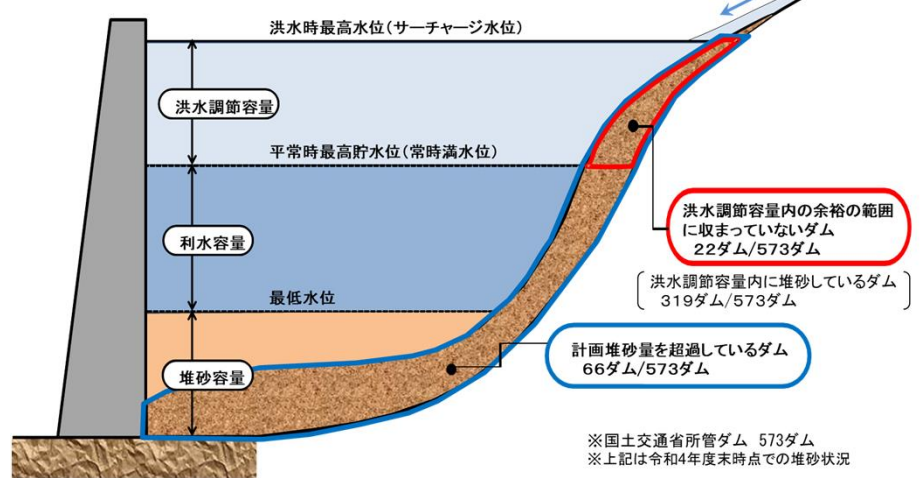 洪水時最高水位(サーチャージ水位)
洪水調節容量
平常時最高貯水位(常時満水位)
利水容量
洪水調節容量内の余裕の範囲
に収まっていないダム
22ダム/573ダム
洪水調節容量内に堆砂しているダム
319ダム/573ダム
最低水位
計画堆砂量を超過しているダム
66ダム/573ダム
堆砂容量
※国土交通省所管ダム 573ダム
※上記は令和4年度末時点での堆砂状況